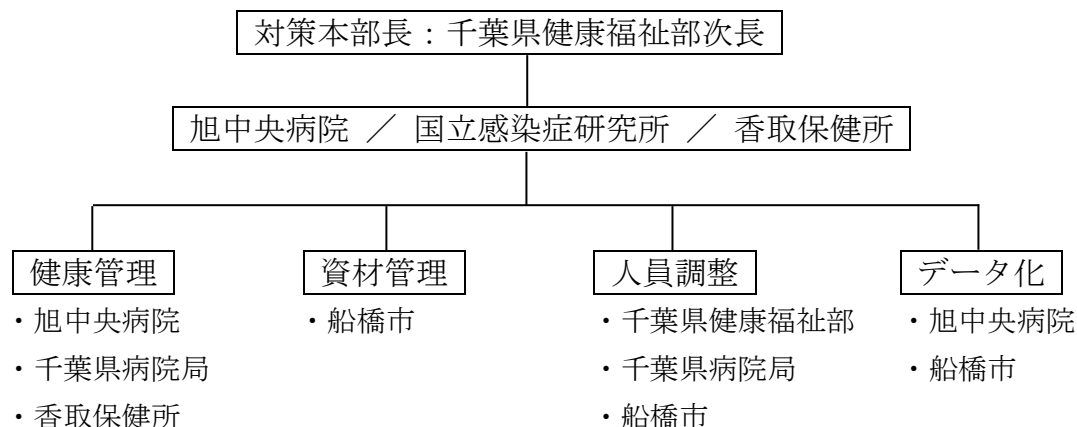 対策本部長：千葉県健康福祉部次長
旭中央病院 ／ 国立感染症研究所 ／ 香取保健所
健康管理
・旭中央病院
・千葉県病院局
・香取保健所
資材管理
・船橋市
人員調整
・千葉県健康福祉部
・千葉県病院局
・船橋市
データ化
・旭中央病院
・船橋市